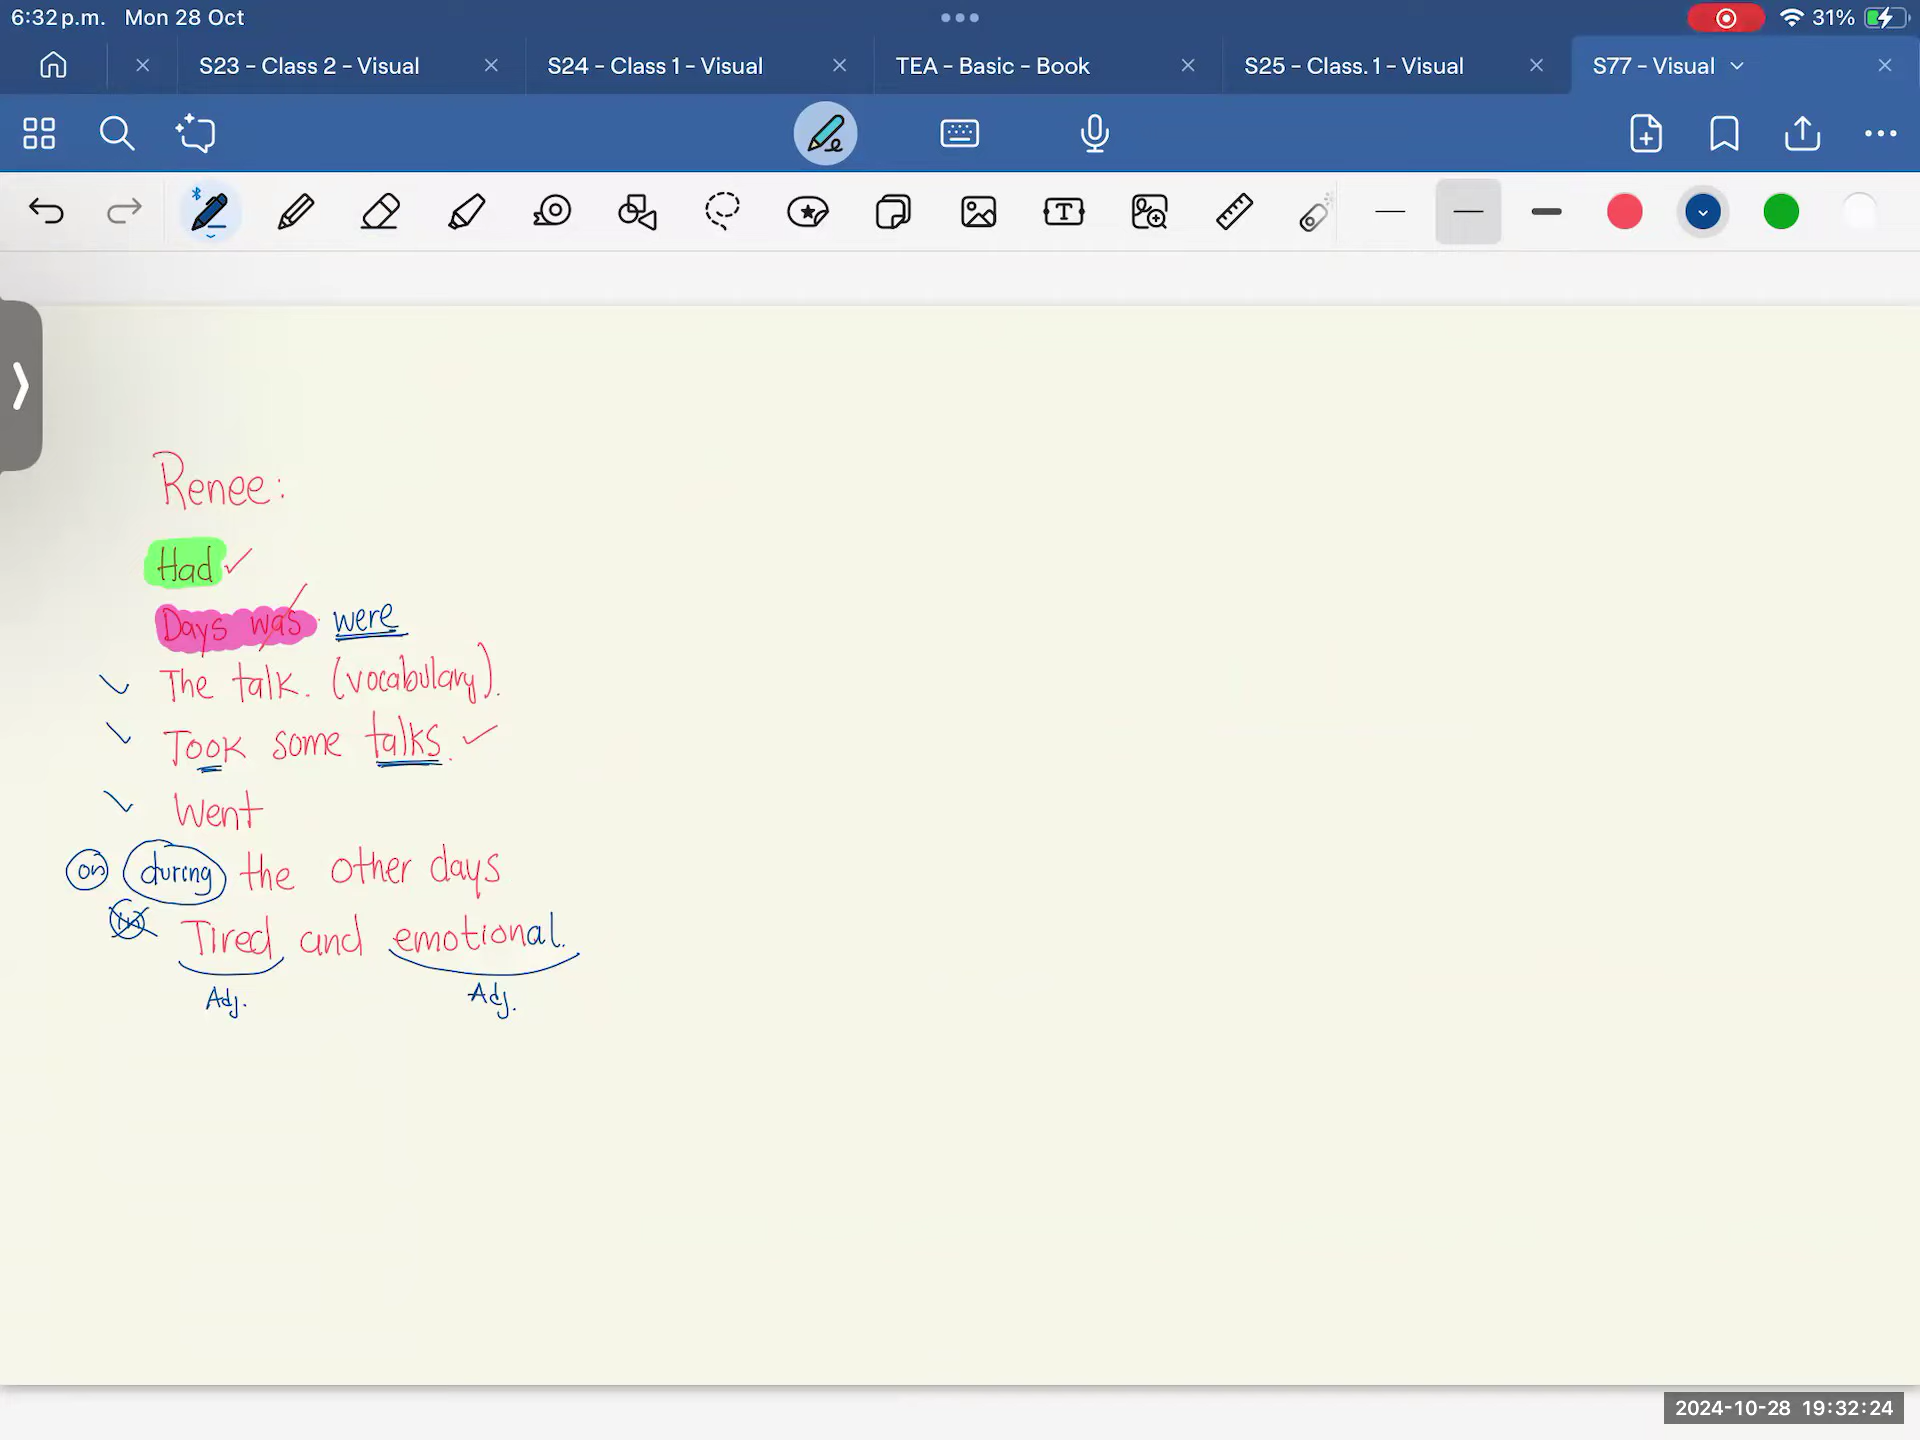 6:32 p.m. Mon 28 Oct
31%
S23 - Class 2 - Visual
S24 - Class 1 - Visual
TEA - Basic - Book
S25 - Class. 1 - Visual
S77 - Visual
Renee:
Had
Days was were
The talk. (vocabulary).
Took some talks.
Went
on during the other days
in
Tired and emotional.
Adj. Adj.
2024-10-28 19:32:24